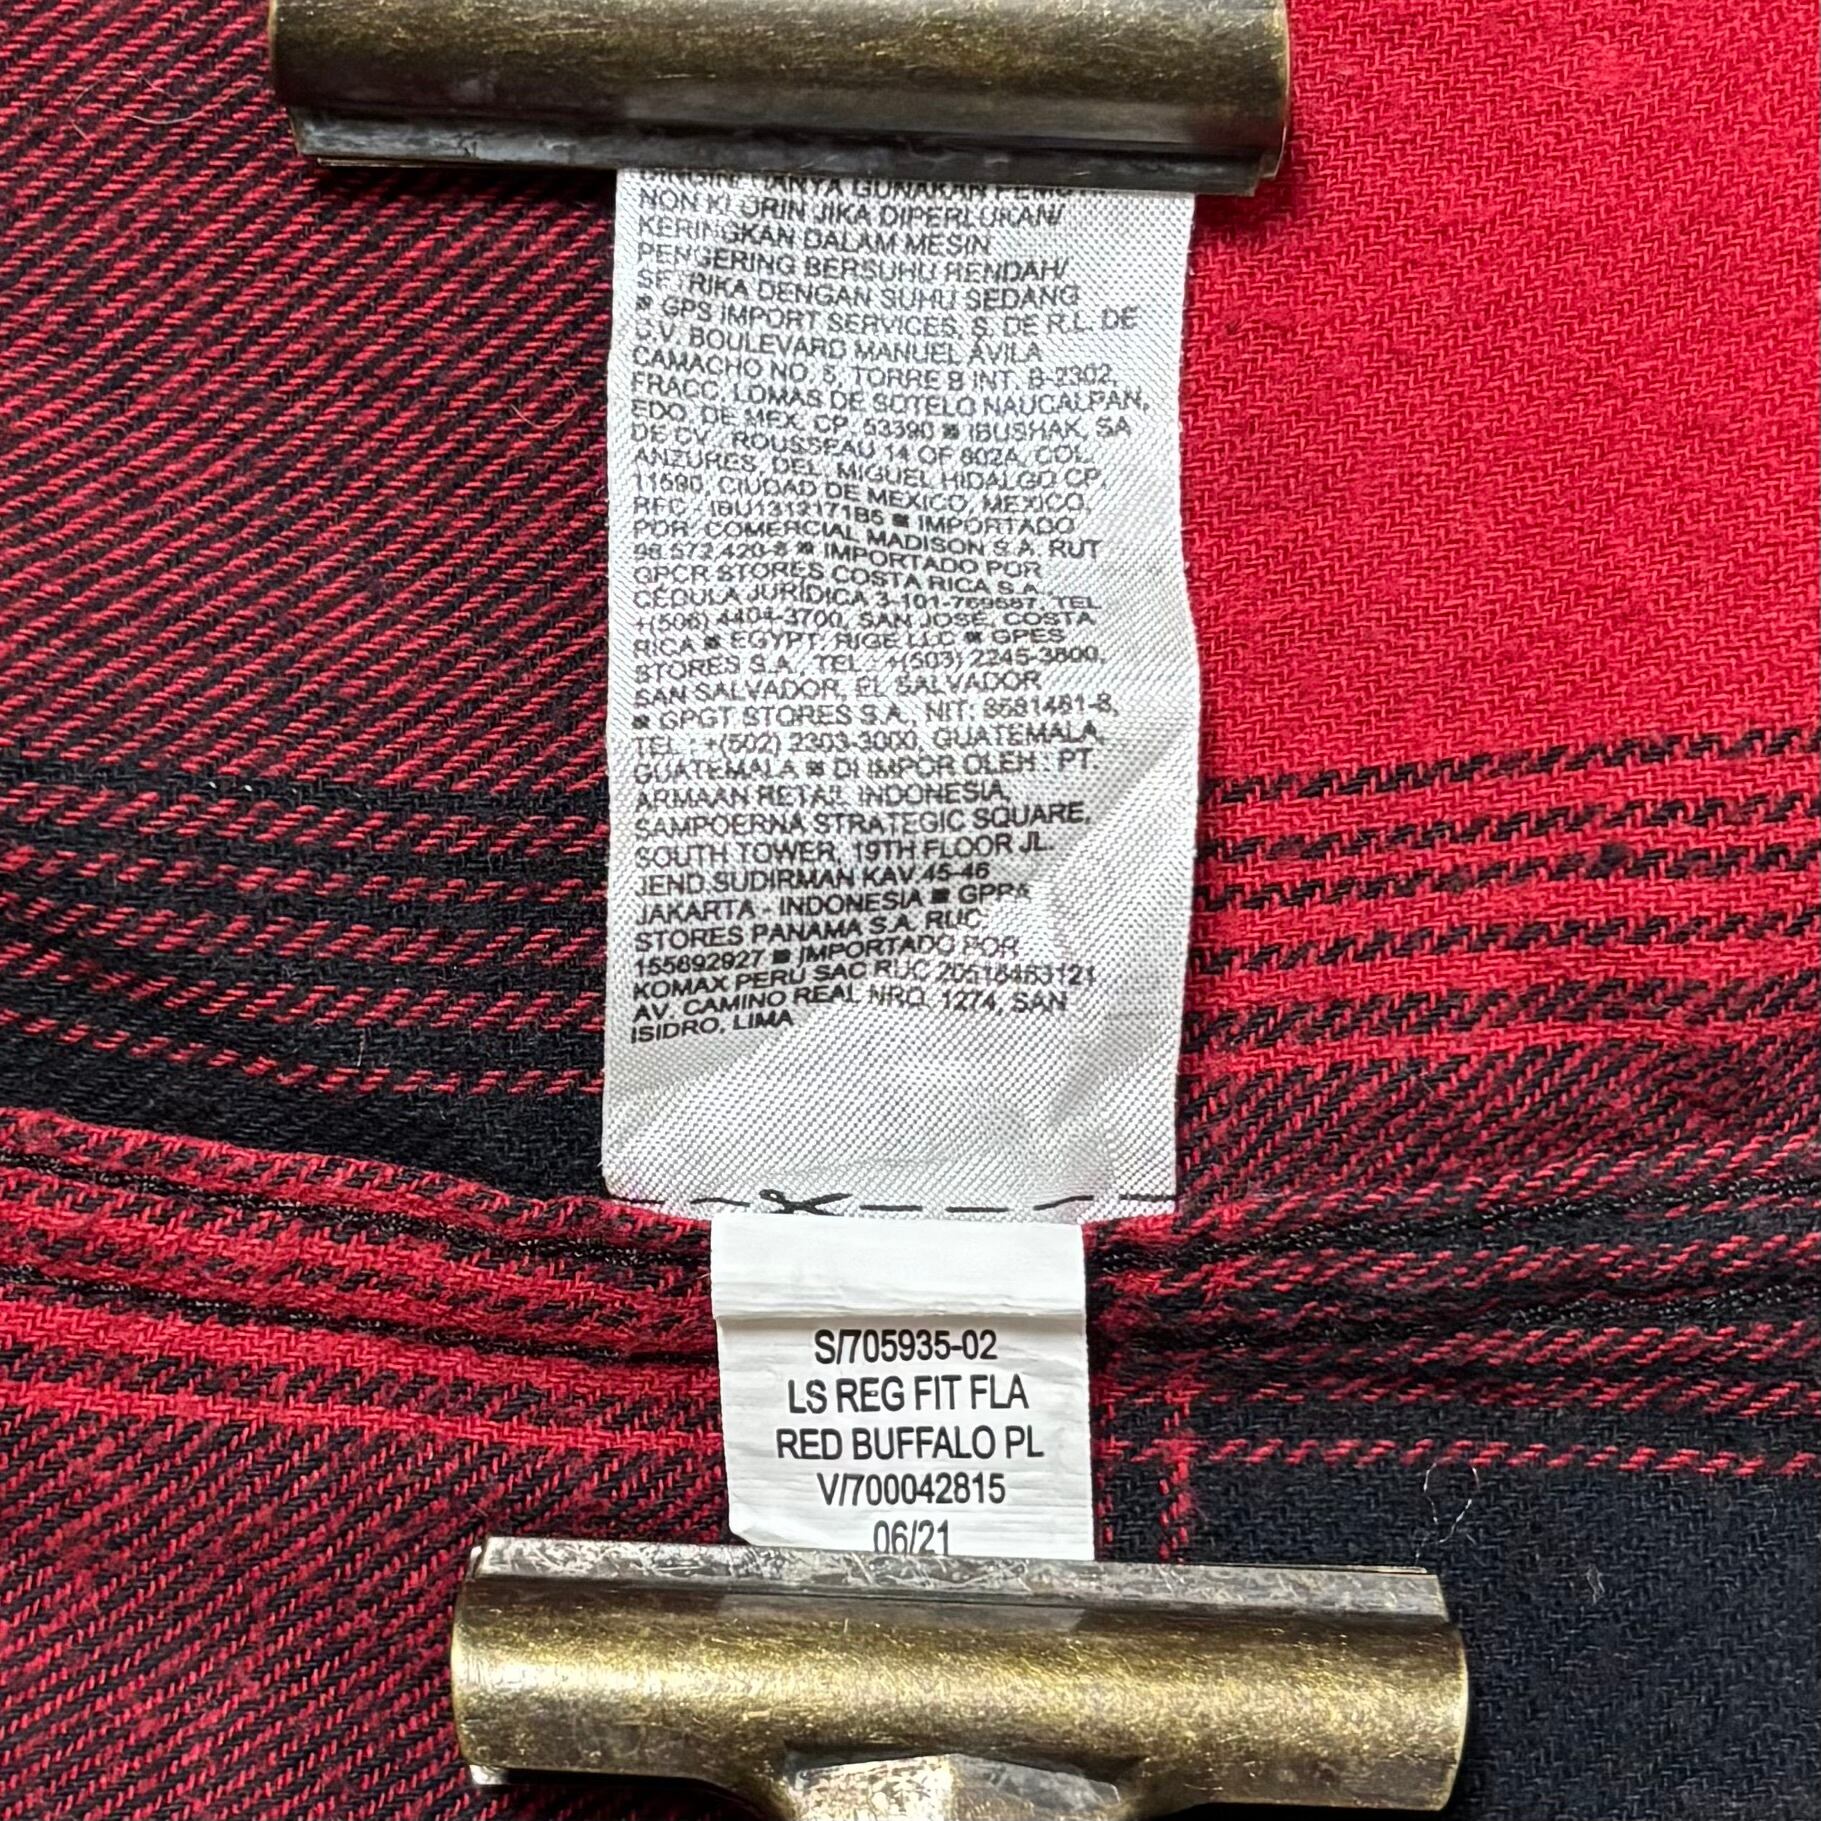 HANYA GUNAKAN
NON KLORIN JIKA DIPERLUKAN/
KERINGKAN DALAM MESIN
PENGERING BERSUHU RENDAH/
SETRIKA DENGAN SUHU SEDANG
■ GPS IMPORT SERVICES, S. DE R.L. DE
C.V. BOULEVARD MANUEL AVILA
CAMACHO NO. 5, TORRE B INT. B-2302,
FRACC. LOMAS DE SOTELO NAUCALPAN,
EDO. DE MEX. CP. 53390 ■ IBUSHAK, SA
DE CV. ROUSSEAU 14 OF 602A, COL.
ANZURES, DEL. MIGUEL HIDALGO CP.
11590, CIUDAD DE MEXICO, MEXICO,
RFC - IBU1312171B5 ■ IMPORTADO
POR: COMERCIAL MADISON S.A. RUT
96.572.420-8 ■ IMPORTADO POR
GPCR STORES COSTA RICA S.A.
CÉDULA JURÍDICA 3-101-769587, TEL
+(506) 4404-3700, SAN JOSE, COSTA
RICA ■ EGYPT: RIGE LLC ■ GPES
STORES S.A. TEL.: +(503) 2245-3800,
SAN SALVADOR, EL SALVADOR
■ GPGT STORES S.A., NIT: 8581481-8,
TEL.: +(502) 2303-3000, GUATEMALA,
GUATEMALA ■ DI IMPOR OLEH : PT.
ARMAAN RETAIL INDONESIA,
SAMPOERNA STRATEGIC SQUARE,
SOUTH TOWER, 19TH FLOOR JL.
JEND.SUDIRMAN KAV.45-46
JAKARTA - INDONESIA ■ GPPA
STORES PANAMA S.A. RUC:
155692927 ■ IMPORTADO POR
KOMAX PERU SAC RUC 20518483121
AV. CAMINO REAL NRO. 1274, SAN
ISIDRO, LIMA
S/705935-02
LS REG FIT FLA
RED BUFFALO PL
V/700042815
06/21